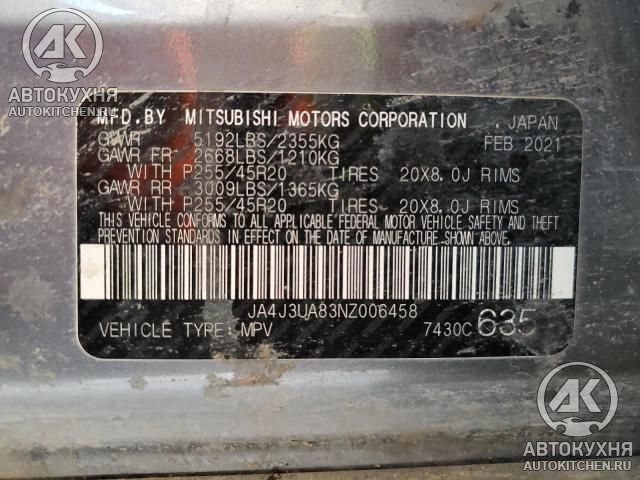 AK
АВТОКУХНЯ
AUTOKITCHEN.RU
MFD.BY MITSUBISHI MOTORS CORPORATION , JAPAN
GVWR 5192LBS/2355KG FEB 2021
GAWR FR 2668LBS/1210KG
WITH P255/45R20 TIRES 20X8.0J RIMS
GAWR RR 3009LBS/1365KG
WITH P255/45R20 TIRES 20X8.0J RIMS
THIS VEHICLE CONFORMS TO ALL APPLICABLE FEDERAL MOTOR VEHICLE SAFETY AND THEFT
PREVENTION STANDARDS IN EFFECT ON THE DATE OF MANUFACTURE SHOWN ABOVE.
JA4J3UA83NZ006458
VEHICLE TYPE: MPV 7430C 635
AK
АВТОКУХНЯ
AUTOKITCHEN.RU